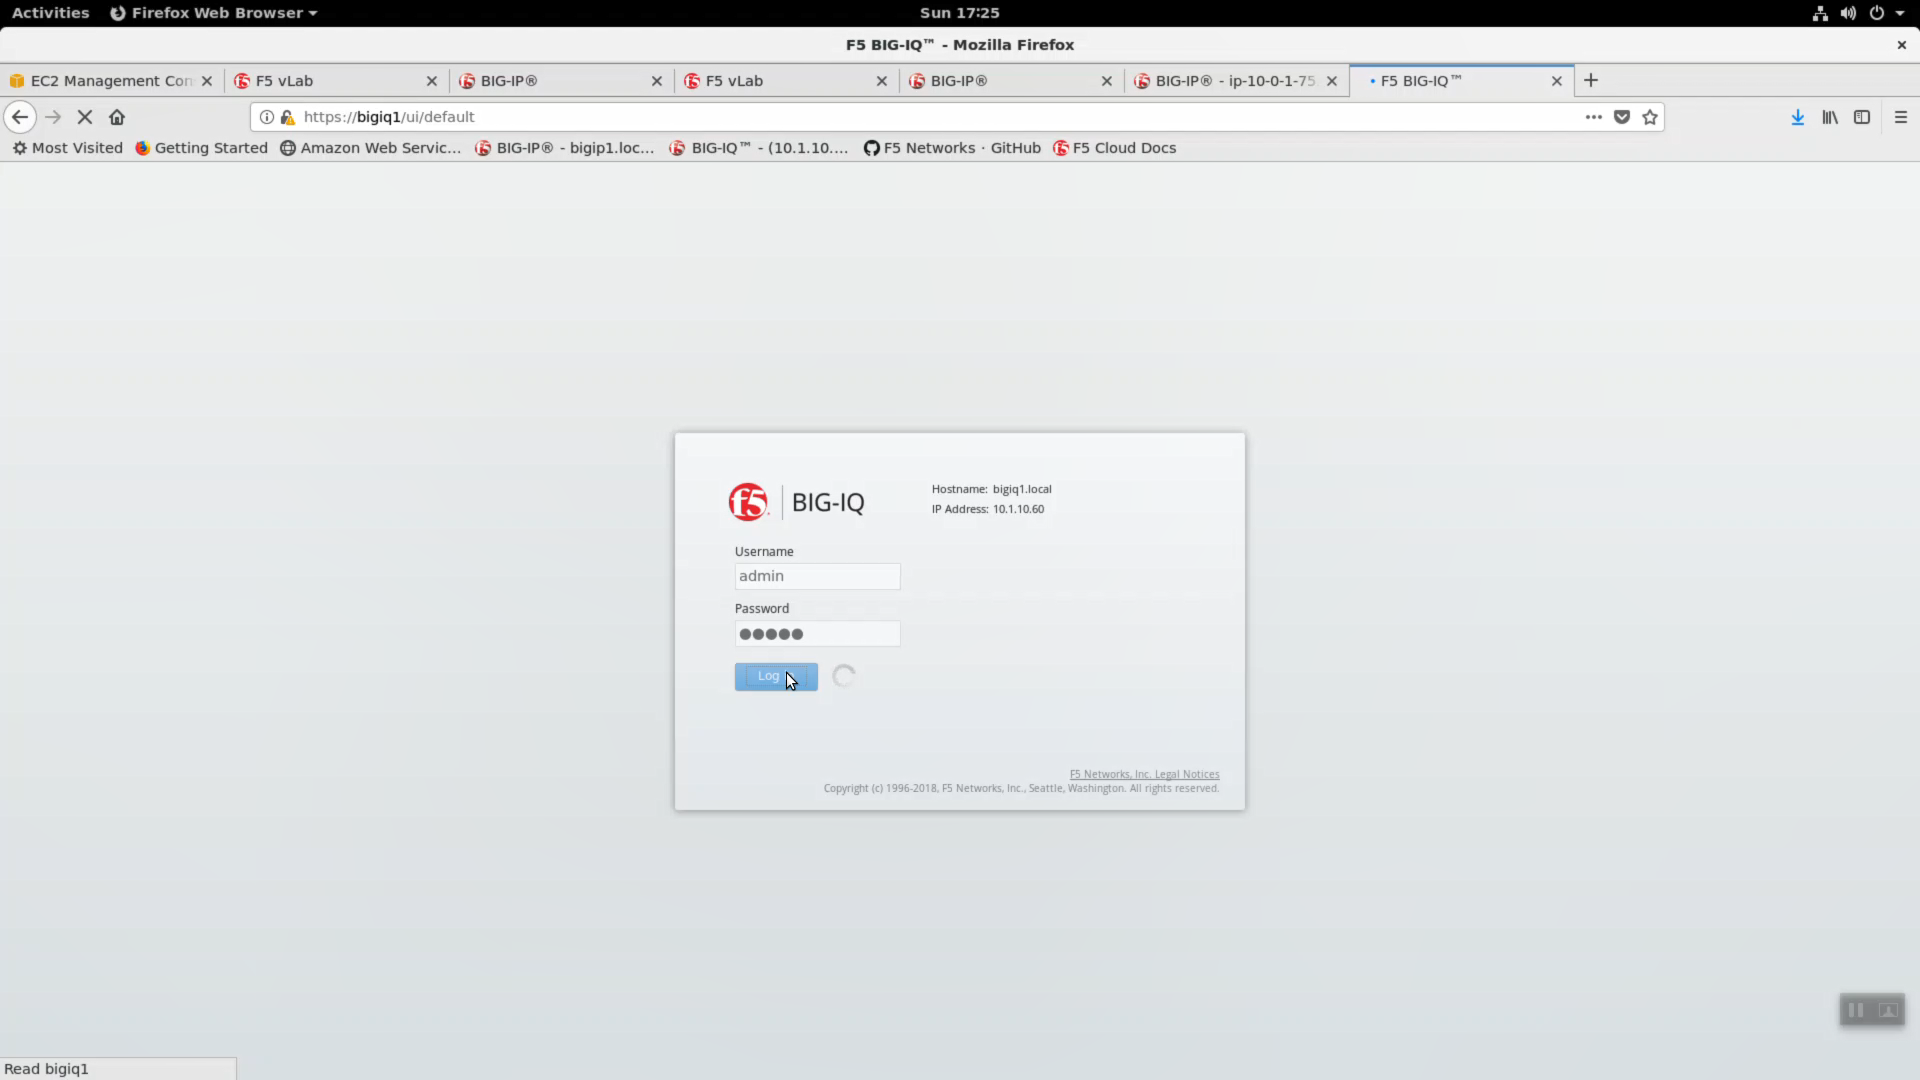 Activities Firefox Web Browser Sun 17:25
F5 BIG-IQ™ - Mozilla Firefox
EC2 Management Con F5 vLab BIG-IP® F5 vLab BIG-IP® BIG-IP® - ip-10-0-1-75 F5 BIG-IQ™
https://bigiq1/ui/default
Most Visited Getting Started Amazon Web Servic... BIG-IP® - bigip1.loc... BIG-IQ™ - (10.1.10.... F5 Networks · GitHub F5 Cloud Docs
f5 BIG-IQ
Hostname: bigiq1.local
IP Address: 10.1.10.60
Username
admin
Password
Log
F5 Networks, Inc. Legal Notices
Copyright (c) 1996-2018, F5 Networks, Inc., Seattle, Washington. All rights reserved.
Read bigiq1